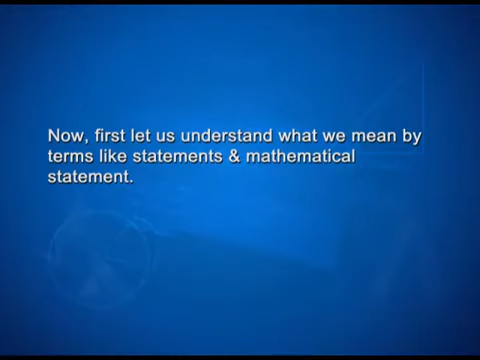 Now, first let us understand what we mean by
terms like statements & mathematical
statement.